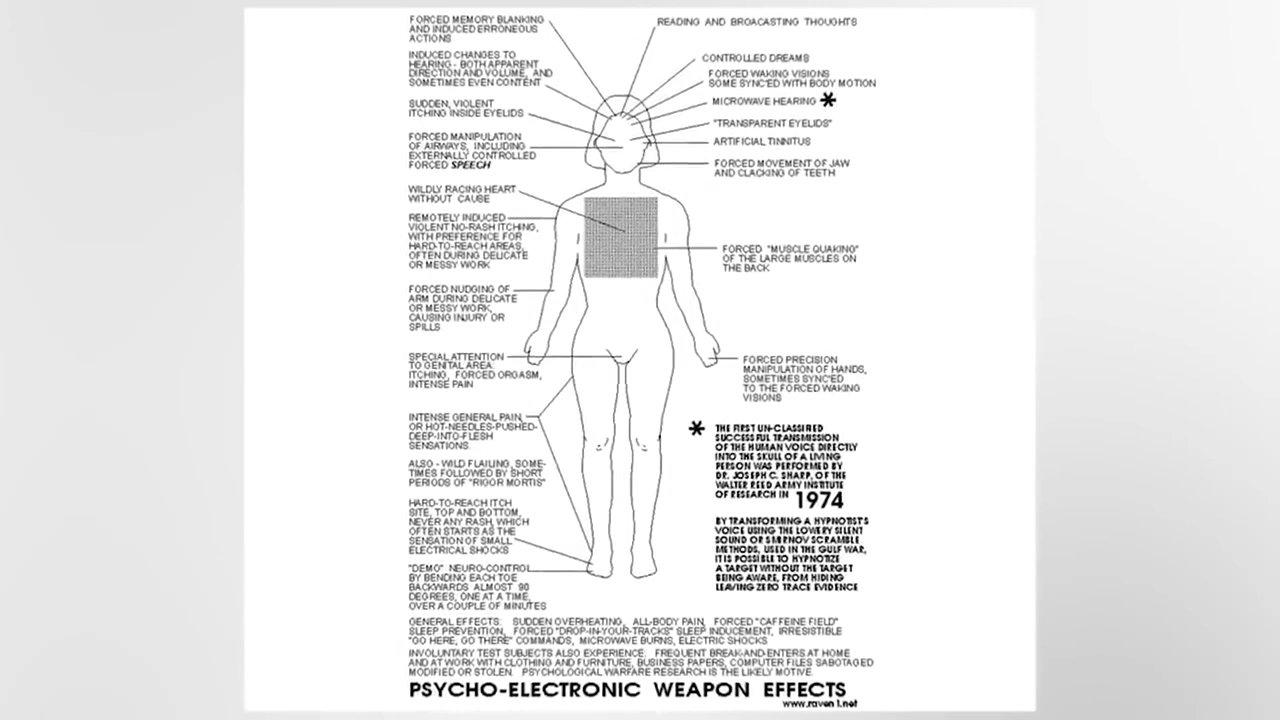 FORCED MEMORY BLANKING
AND INDUCED ERRONEOUS
ACTIONS
INDUCED CHANGES TO
HEARING - BOTH APPARENT
DIRECTION AND VOLUME, AND
SOMETIMES EVEN CONTENT
SUDDEN, VIOLENT
ITCHING INSIDE EYELIDS
FORCED MANIPULATION
OF AIRWAYS, INCLUDING
EXTERNALLY CONTROLLED
FORCED SPEECH
WILDLY RACING HEART
WITHOUT CAUSE
REMOTELY INDUCED
VIOLENT NO-RASH ITCHING,
WITH PREFERENCE FOR
HARD-TO-REACH AREAS,
OFTEN DURING DELICATE
OR MESSY WORK
FORCED NUDGING OF
ARM DURING DELICATE
OR MESSY WORK,
CAUSING INJURY OR
SPILLS
SPECIAL ATTENTION
TO GENITAL AREA:
ITCHING, FORCED ORGASM,
INTENSE PAIN
INTENSE GENERAL PAIN
OR HOT-NEEDLES-PUSHED-
DEEP-INTO-FLESH
SENSATIONS.
ALSO - WILD FLAILING, SOME-
TIMES FOLLOWED BY SHORT
PERIODS OF "RIGOR MORTIS"
HARD-TO-REACH ITCH
SITE, TOP AND BOTTOM,
NEVER ANY RASH, WHICH
OFTEN STARTS AS THE
SENSATION OF SMALL
ELECTRICAL SHOCKS
"DEMO" NEURO-CONTROL
BY BENDING EACH TOE
BACKWARDS ALMOST 90
DEGREES, ONE AT A TIME,
OVER A COUPLE OF MINUTES
READING AND BROACASTING THOUGHTS
CONTROLLED DREAMS
FORCED WAKING VISIONS
SOME SYNC'ED WITH BODY MOTION
MICROWAVE HEARING *
"TRANSPARENT EYELIDS"
ARTIFICIAL TINNITUS
FORCED MOVEMENT OF JAW
AND CLACKING OF TEETH
FORCED "MUSCLE QUAKING"
OF THE LARGE MUSCLES ON
THE BACK
FORCED PRECISION
MANIPULATION OF HANDS,
SOMETIMES SYNC'ED
TO THE FORCED WAKING
VISIONS
* THE FIRST UN-CLASSIFIED
SUCCESSFUL TRANSMISSION
OF THE HUMAN VOICE DIRECTLY
INTO THE SKULL OF A LIVING
PERSON WAS PERFORMED BY
DR. JOSEPH C. SHARP, OF THE
WALTER REED ARMY INSTITUTE
OF RESEARCH IN 1974
BY TRANSFORMING A HYPNOTIST'S
VOICE USING THE LOWERY SILENT
SOUND OR SMIRNOV SCRAMBLE
METHODS, USED IN THE GULF WAR,
IT IS POSSIBLE TO HYPNOTIZE
A TARGET WITHOUT THE TARGET
BEING AWARE, FROM HIDING
LEAVING ZERO TRACE EVIDENCE
GENERAL EFFECTS: SUDDEN OVERHEATING, ALL-BODY PAIN, FORCED "CAFFEINE FIELD"
SLEEP PREVENTION, FORCED "DROP-IN-YOUR-TRACKS" SLEEP INDUCEMENT, IRRESISTIBLE
"GO HERE, GO THERE" COMMANDS, MICROWAVE BURNS, ELECTRIC SHOCKS
INVOLUNTARY TEST SUBJECTS ALSO EXPERIENCE: FREQUENT BREAK-AND-ENTERS AT HOME
AND AT WORK WITH CLOTHING AND FURNITURE, BUSINESS PAPERS, COMPUTER FILES SABOTAGED
MODIFIED OR STOLEN. PSYCHOLOGICAL WARFARE RESEARCH IS THE LIKELY MOTIVE.
PSYCHO-ELECTRONIC WEAPON EFFECTS
www.raven1.net